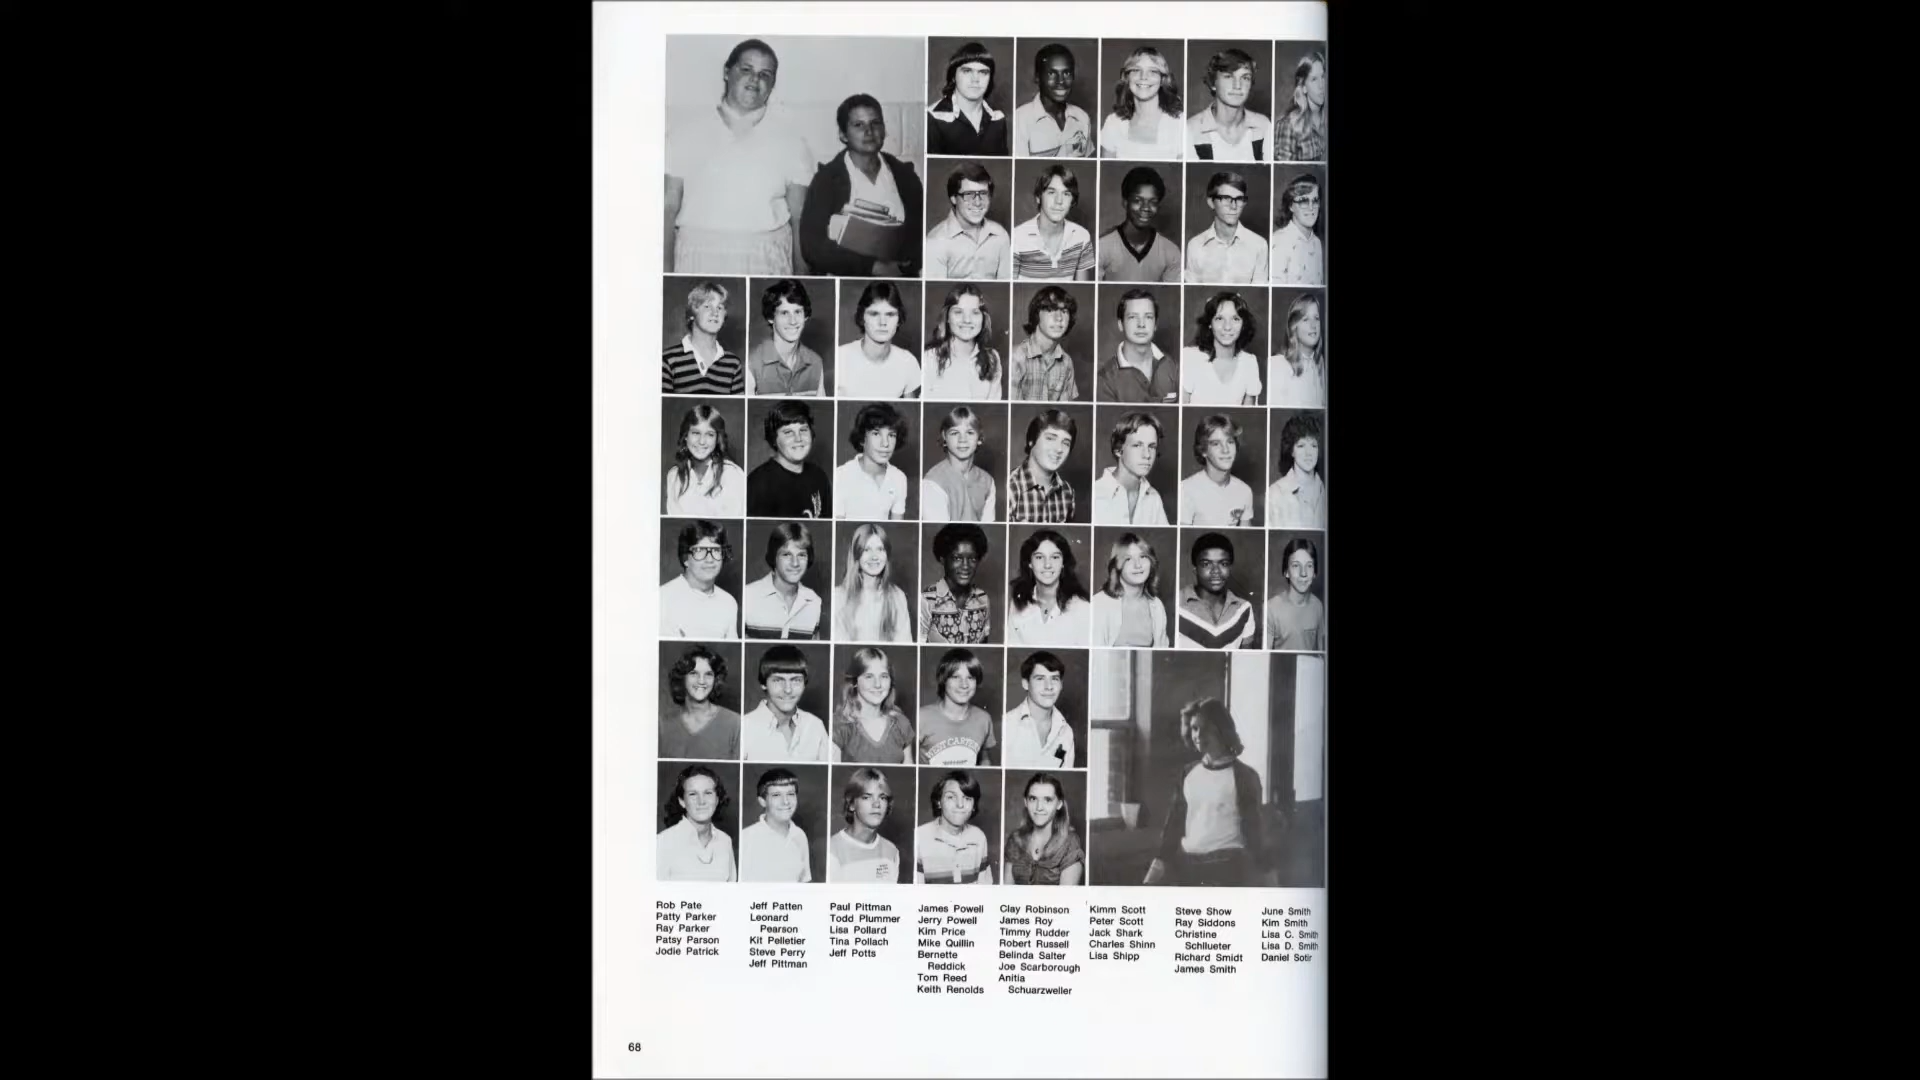 WEST CARTER
Rob Pate
Patty Parker
Ray Parker
Patsy Parson
Jodie Patrick
Jeff Patten
Leonard
Pearson
Kit Pelletier
Steve Perry
Jeff Pittman
Paul Pittman
Todd Plummer
Lisa Pollard
Tina Pollach
Jeff Potts
James Powell
Jerry Powell
Kim Price
Mike Quillin
Bernette
Reddick
Tom Reed
Keith Renolds
Clay Robinson
James Roy
Timmy Rudder
Robert Russell
Belinda Salter
Joe Scarborough
Anitia
Schuarzweller
Kimm Scott
Peter Scott
Jack Shark
Charles Shinn
Lisa Shipp
Steve Show
Ray Siddons
Christine
Schllueter
Richard Smidt
James Smith
June Smith
Kim Smith
Lisa C. Smith
Lisa D. Smith
Daniel Sotir
68